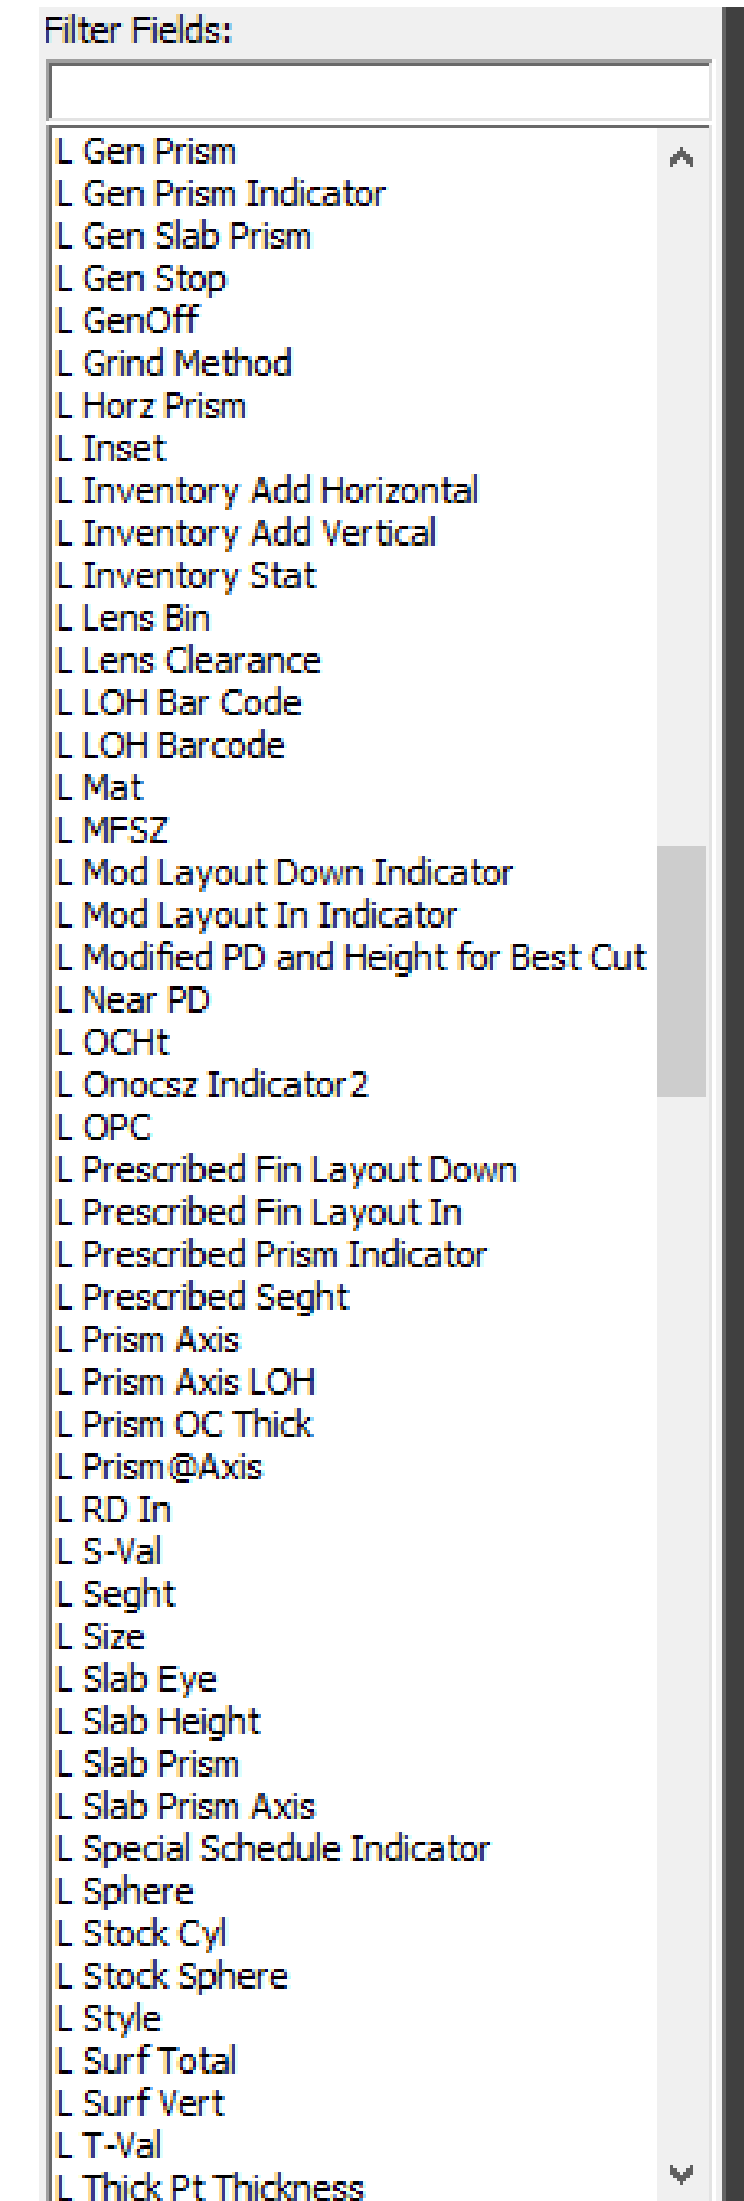 Filter Fields:
L Gen Prism
L Gen Prism Indicator
L Gen Slab Prism
L Gen Stop
L GenOff
L Grind Method
L Horz Prism
L Inset
L Inventory Add Horizontal
L Inventory Add Vertical
L Inventory Stat
L Lens Bin
L Lens Clearance
L LOH Bar Code
L LOH Barcode
L Mat
L MFSZ
L Mod Layout Down Indicator
L Mod Layout In Indicator
L Modified PD and Height for Best Cut
L Near PD
L OCHt
L Onocsz Indicator2
L OPC
L Prescribed Fin Layout Down
L Prescribed Fin Layout In
L Prescribed Prism Indicator
L Prescribed Seght
L Prism Axis
L Prism Axis LOH
L Prism OC Thick
L Prism@Axis
L RD In
L S-Val
L Seght
L Size
L Slab Eye
L Slab Height
L Slab Prism
L Slab Prism Axis
L Special Schedule Indicator
L Sphere
L Stock Cyl
L Stock Sphere
L Style
L Surf Total
L Surf Vert
L T-Val
L Thick Pt Thickness